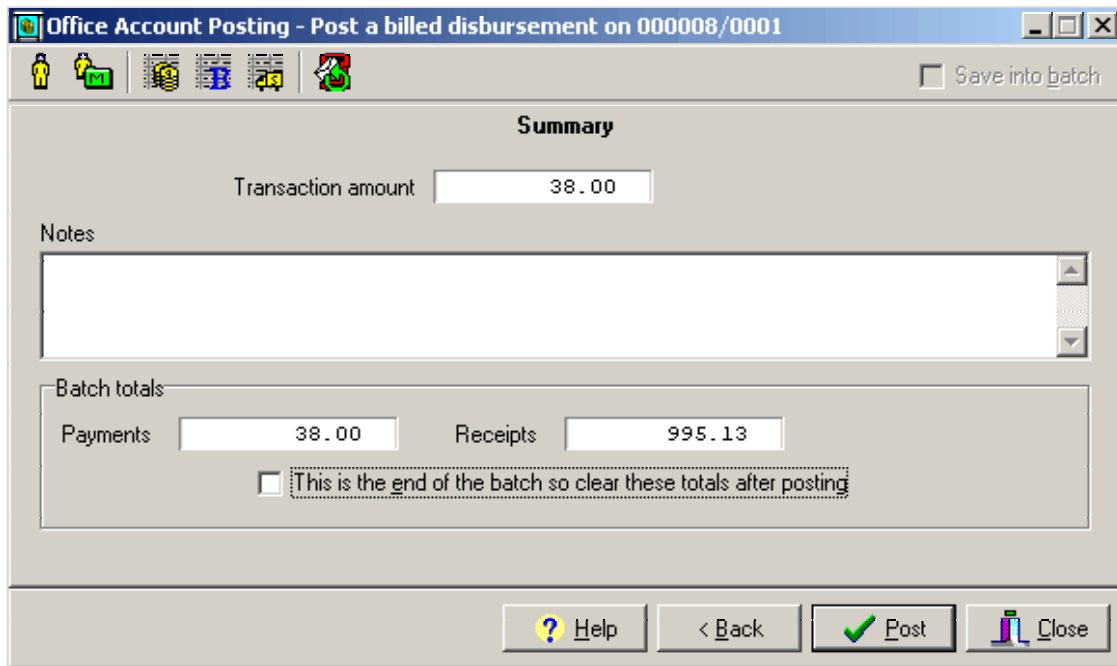 Office Account Posting - Post a billed disbursement on 000008/0001
Save into batch
Summary
Transaction amount 38.00
Notes
Batch totals
Payments 38.00 Receipts 995.13
This is the end of the batch so clear these totals after posting
? Help < Back Post Close